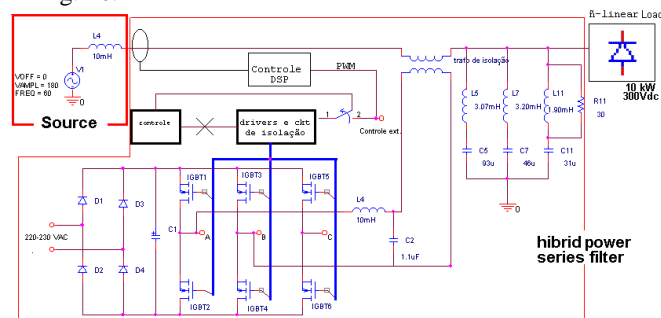 L4
10mH
VOFF = 0
VAMPL = 180
FREQ = 60
V1
0
Source
Controle
DSP
PWM
trafo de isolação
ñ-linear Load
10 kW
300Vdc
L5
3.07mH
L7
3.20mH
L11
1.90mH
R11
30
C5
93u
C7
46u
C11
31u
0
controle
drivers e ckt
de isolação
1
2
Controle ext.
IGBT1
IGBT3
IGBT5
D1
D3
C1
A
B
C
L4
10mH
220-230 VAC
D2
D4
C2
1.1uF
IGBT2
IGBT4
IGBT6
hibrid power
series filter